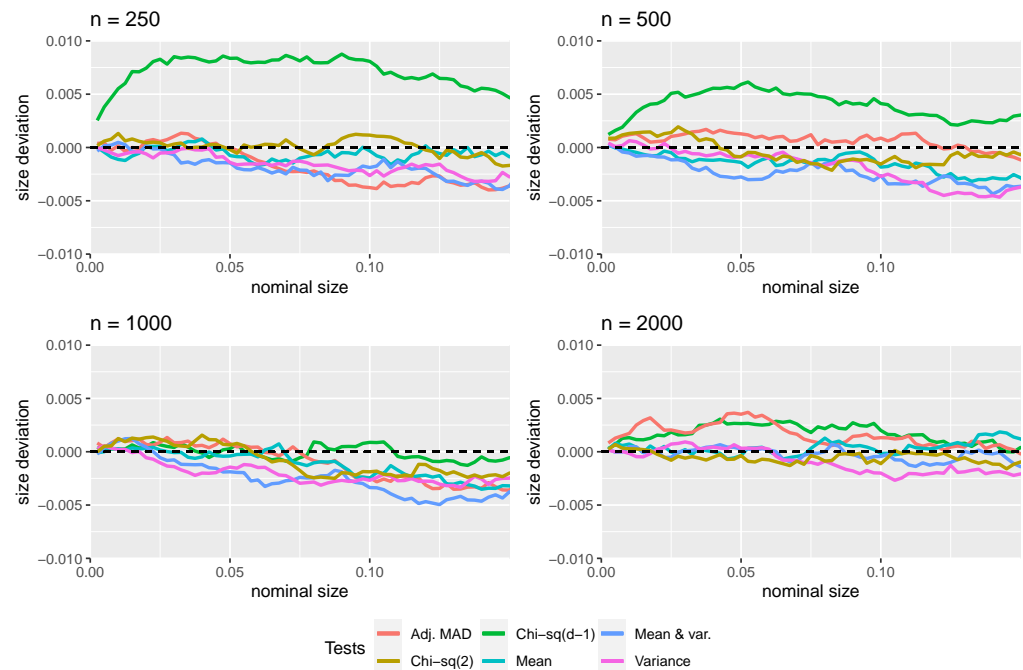 n = 250
n = 500
0.010
0.005
0.000
−0.005
−0.010
size deviation
0.00
0.05
0.10
nominal size
0.010
0.005
0.000
−0.005
−0.010
size deviation
0.00
0.05
0.10
nominal size
n = 1000
n = 2000
0.010
0.005
0.000
−0.005
−0.010
size deviation
0.00
0.05
0.10
nominal size
0.010
0.005
0.000
−0.005
−0.010
size deviation
0.00
0.05
0.10
nominal size
Tests
Adj. MAD
Chi−sq(d−1)
Mean & var.
Chi−sq(2)
Mean
Variance